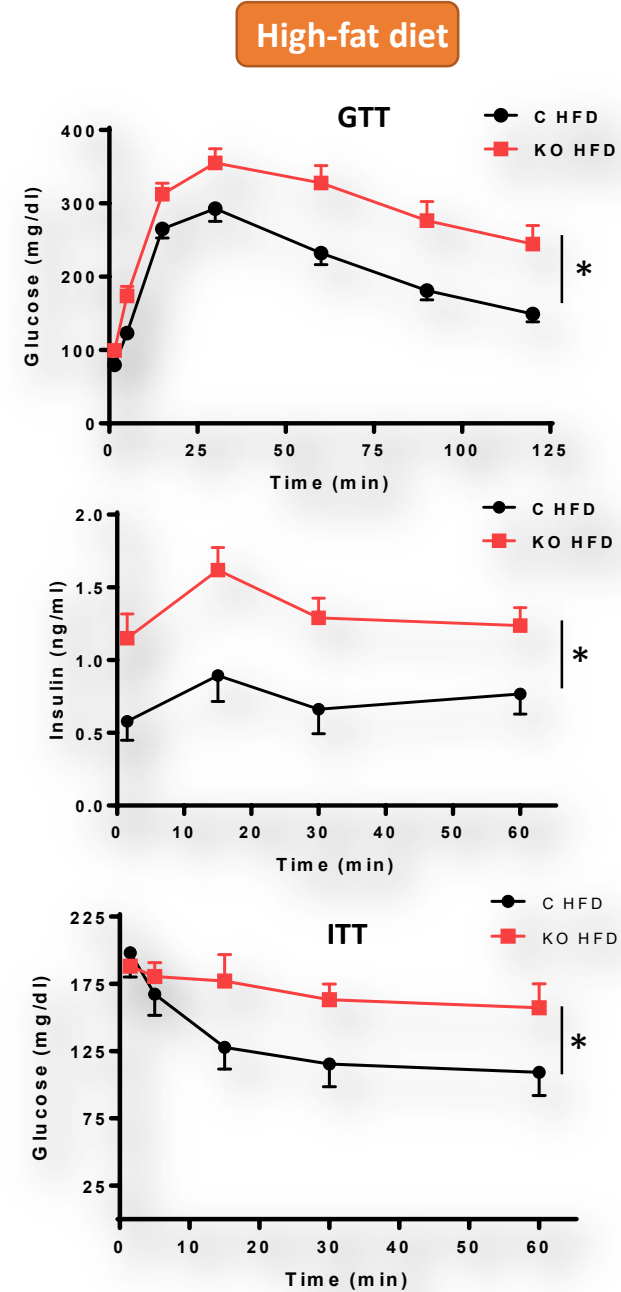 High-fat diet
GTT
C HFD
KO HFD
Glucose (mg/dl)
400
300
200
100
0
0 25 50 75 100 125
Time (min)
*
C HFD
KO HFD
Insulin (ng/ml)
2.0
1.5
1.0
0.5
0.0
0 10 20 30 40 50 60
Time (min)
*
ITT
C HFD
KO HFD
Glucose (mg/dl)
225
175
125
75
25
0 10 20 30 40 50 60
Time (min)
*